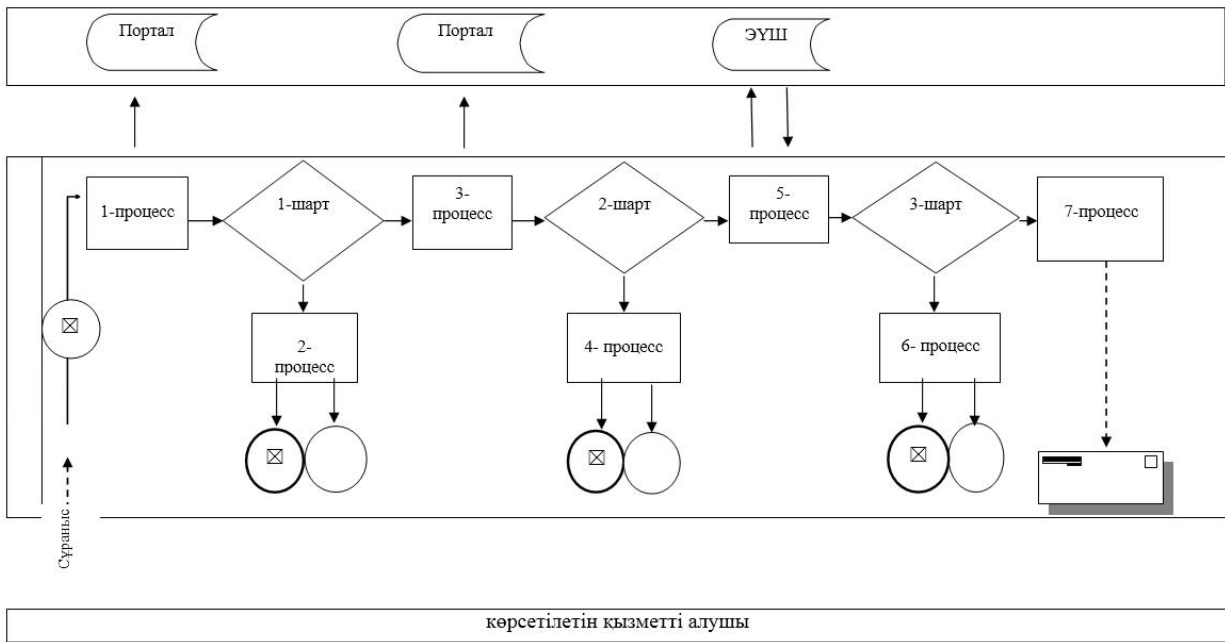 Портал
Портал
ЭҮШ
1-процесс
1-шарт
3-
процесс
2-шарт
5-
процесс
3-шарт
7-процесс
2-
процесс
4- процесс
6- процесс
Сұраныс
көрсетілетін қызметті алушы